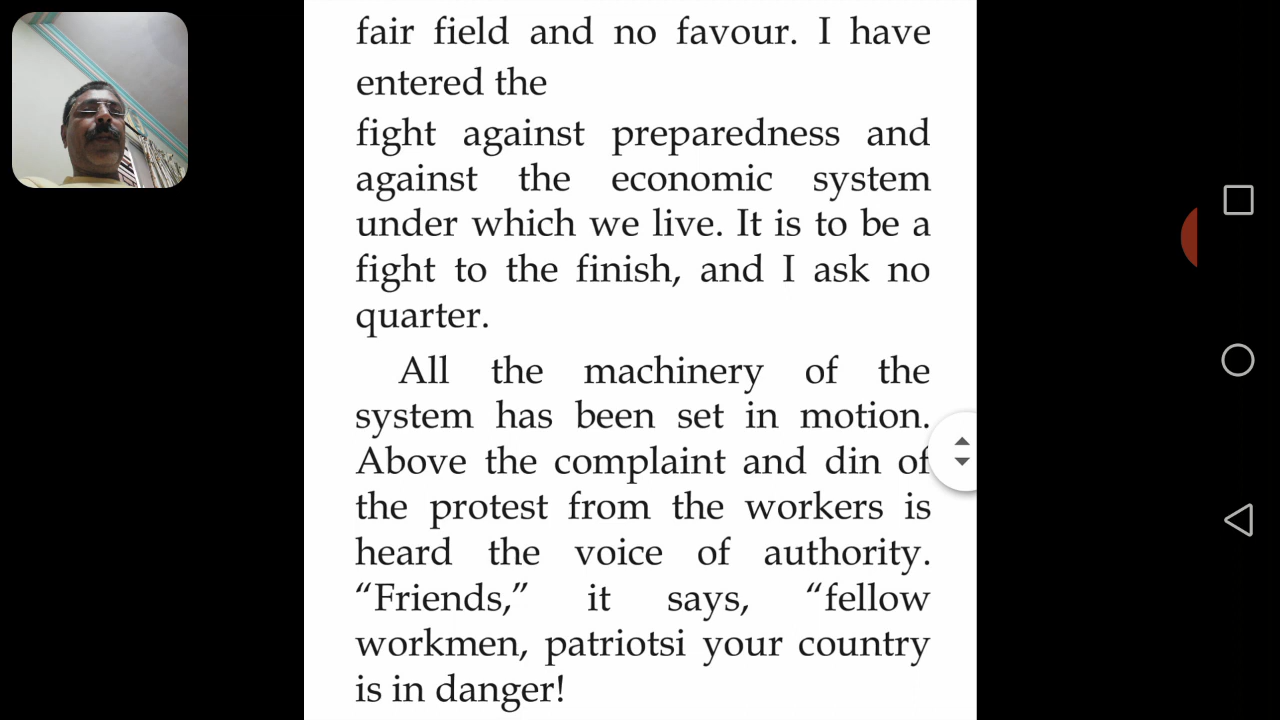 fair field and no favour. I have
entered the
fight against preparedness and
against the economic system
under which we live. It is to be a
fight to the finish, and I ask no
quarter.
All the machinery of the
system has been set in motion.
Above the complaint and din of
the protest from the workers is
heard the voice of authority.
“Friends,” it says, “fellow
workmen, patriotsi your country
is in danger!